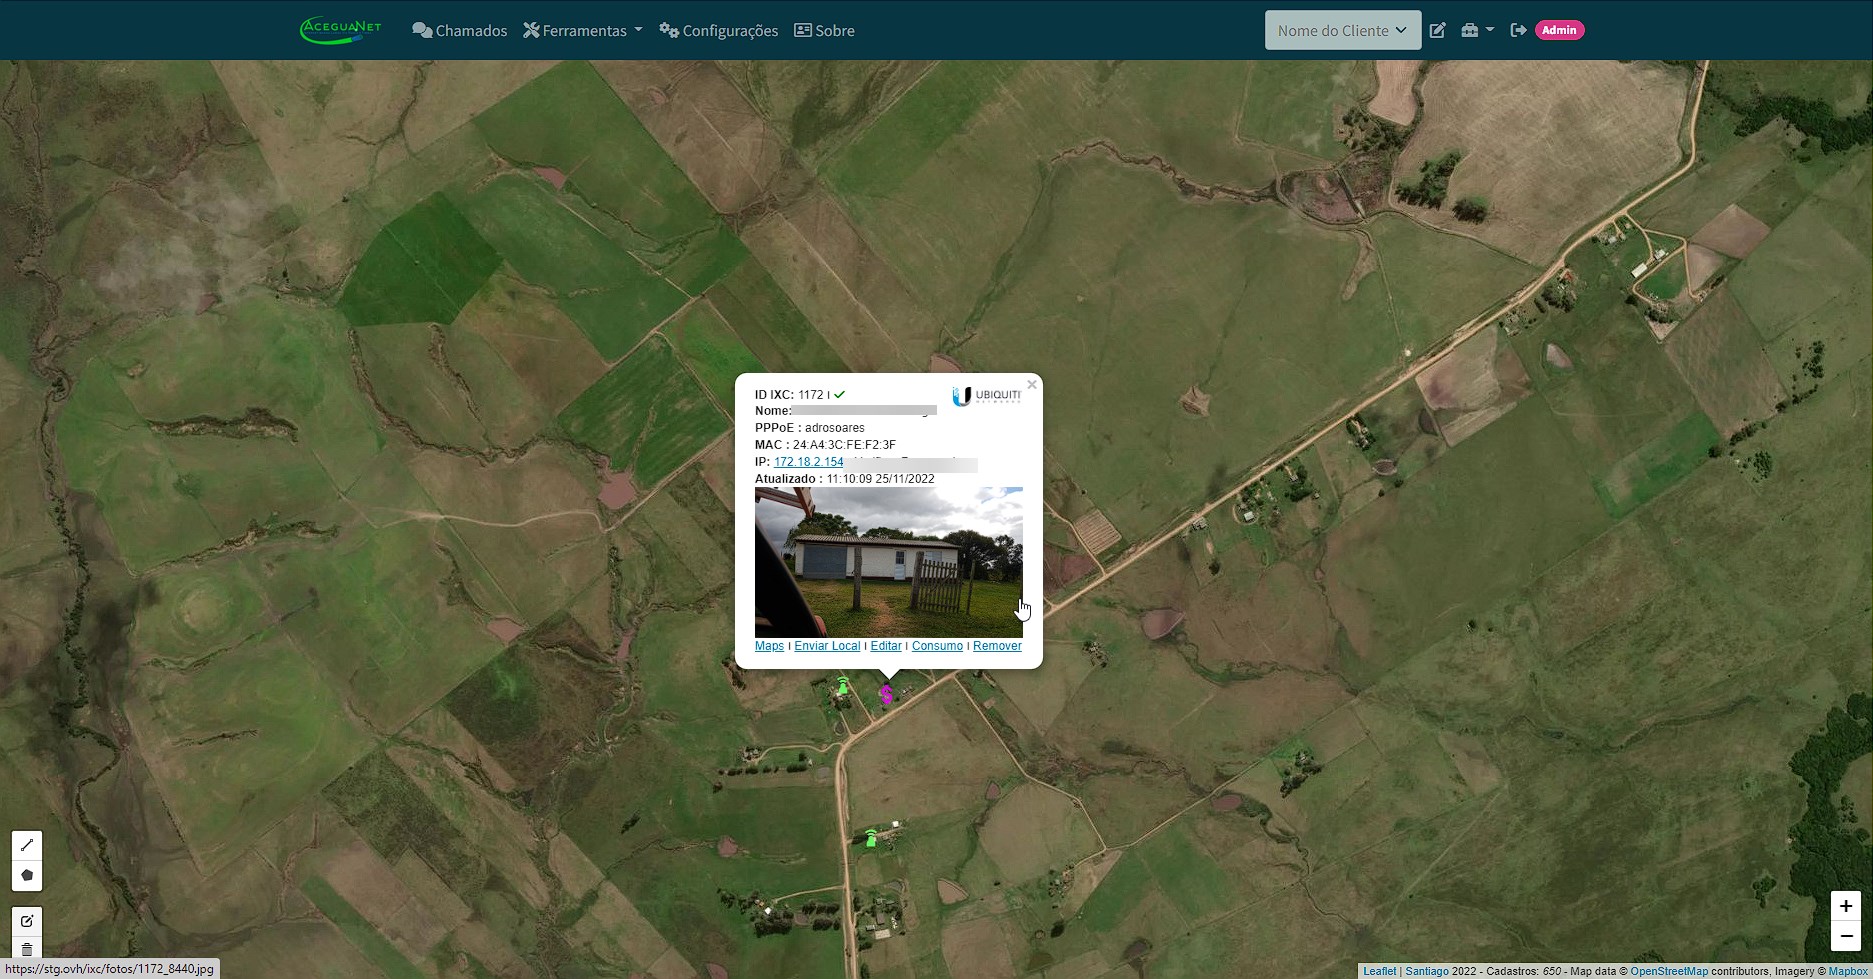 ACEGUANET
Chamados Ferramentas Configurações Sobre Nome do Cliente Admin
ID IXC: 1172 | UBIQUITI
NETWORKS
Nome:
PPPoE : adrosoares
MAC : 24:A4:3C:FE:F2:3F
IP: 172.18.2.154
Atualizado : 11:10:09 25/11/2022
Maps | Enviar Local | Editar | Consumo | Remover
$
+
−
https://stg.ovh/ixc/fotos/1172_8440.jpg
Leaflet | Santiago 2022 - Cadastros: 650 - Map data © OpenStreetMap contributors, Imagery © Mapbox